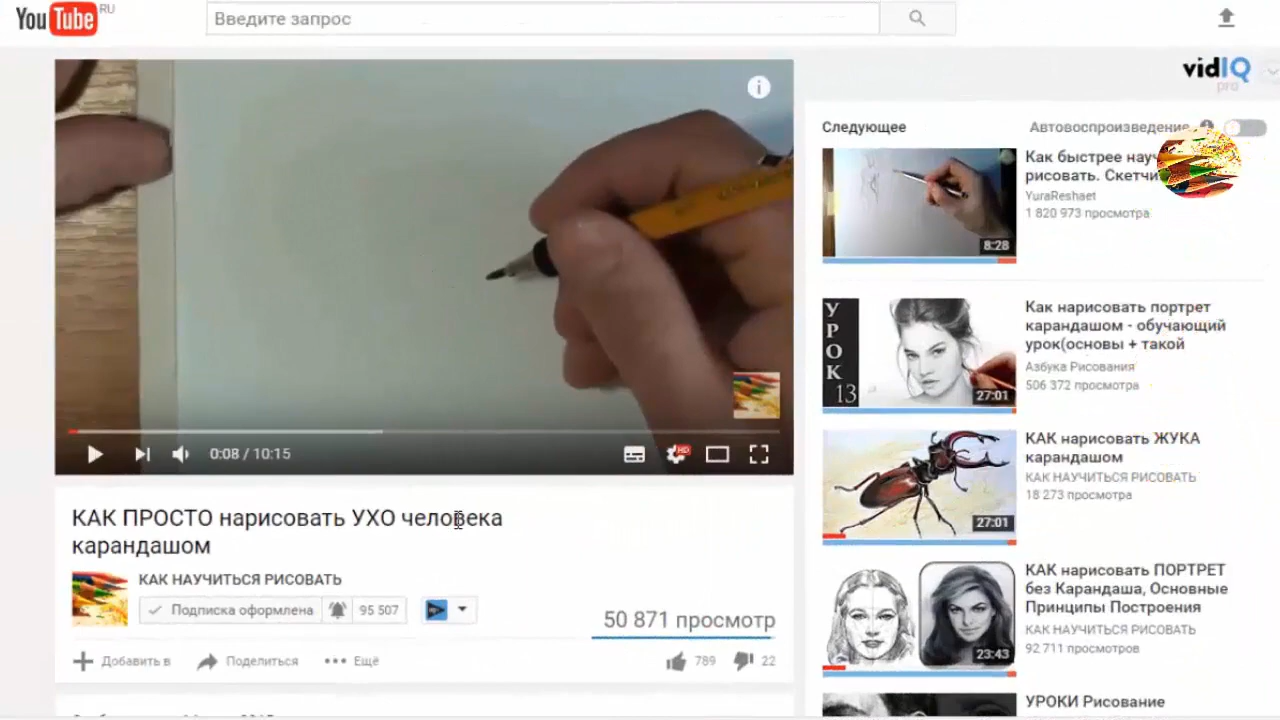 You Tube RU
Введите запрос
vidIQ
pro
0:08 / 10:15
HD
КАК ПРОСТО нарисовать УХО человека
карандашом
КАК НАУЧИТЬСЯ РИСОВАТЬ
Подписка оформлена
95 507
50 871 просмотр
Добавить в
Поделиться
Ещё
789
22
Следующее
Автовоспроизведение
Как быстрее
рисовать.
YuraReshaet
1 820 973 просмотра
8:28
УРОК
13
27:01
Как нарисовать портрет
карандашом - обучающий
урок(основы + такой
Азбука Рисования
506 372 просмотра
КАК нарисовать ЖУКА
карандашом
КАК НАУЧИТЬСЯ РИСОВАТЬ
18 273 просмотра
27:01
КАК нарисовать ПОРТРЕТ
без Карандаша, Основные
Принципы Построения
КАК НАУЧИТЬСЯ РИСОВАТЬ
92 711 просмотров
23:43
УРОКИ Рисование